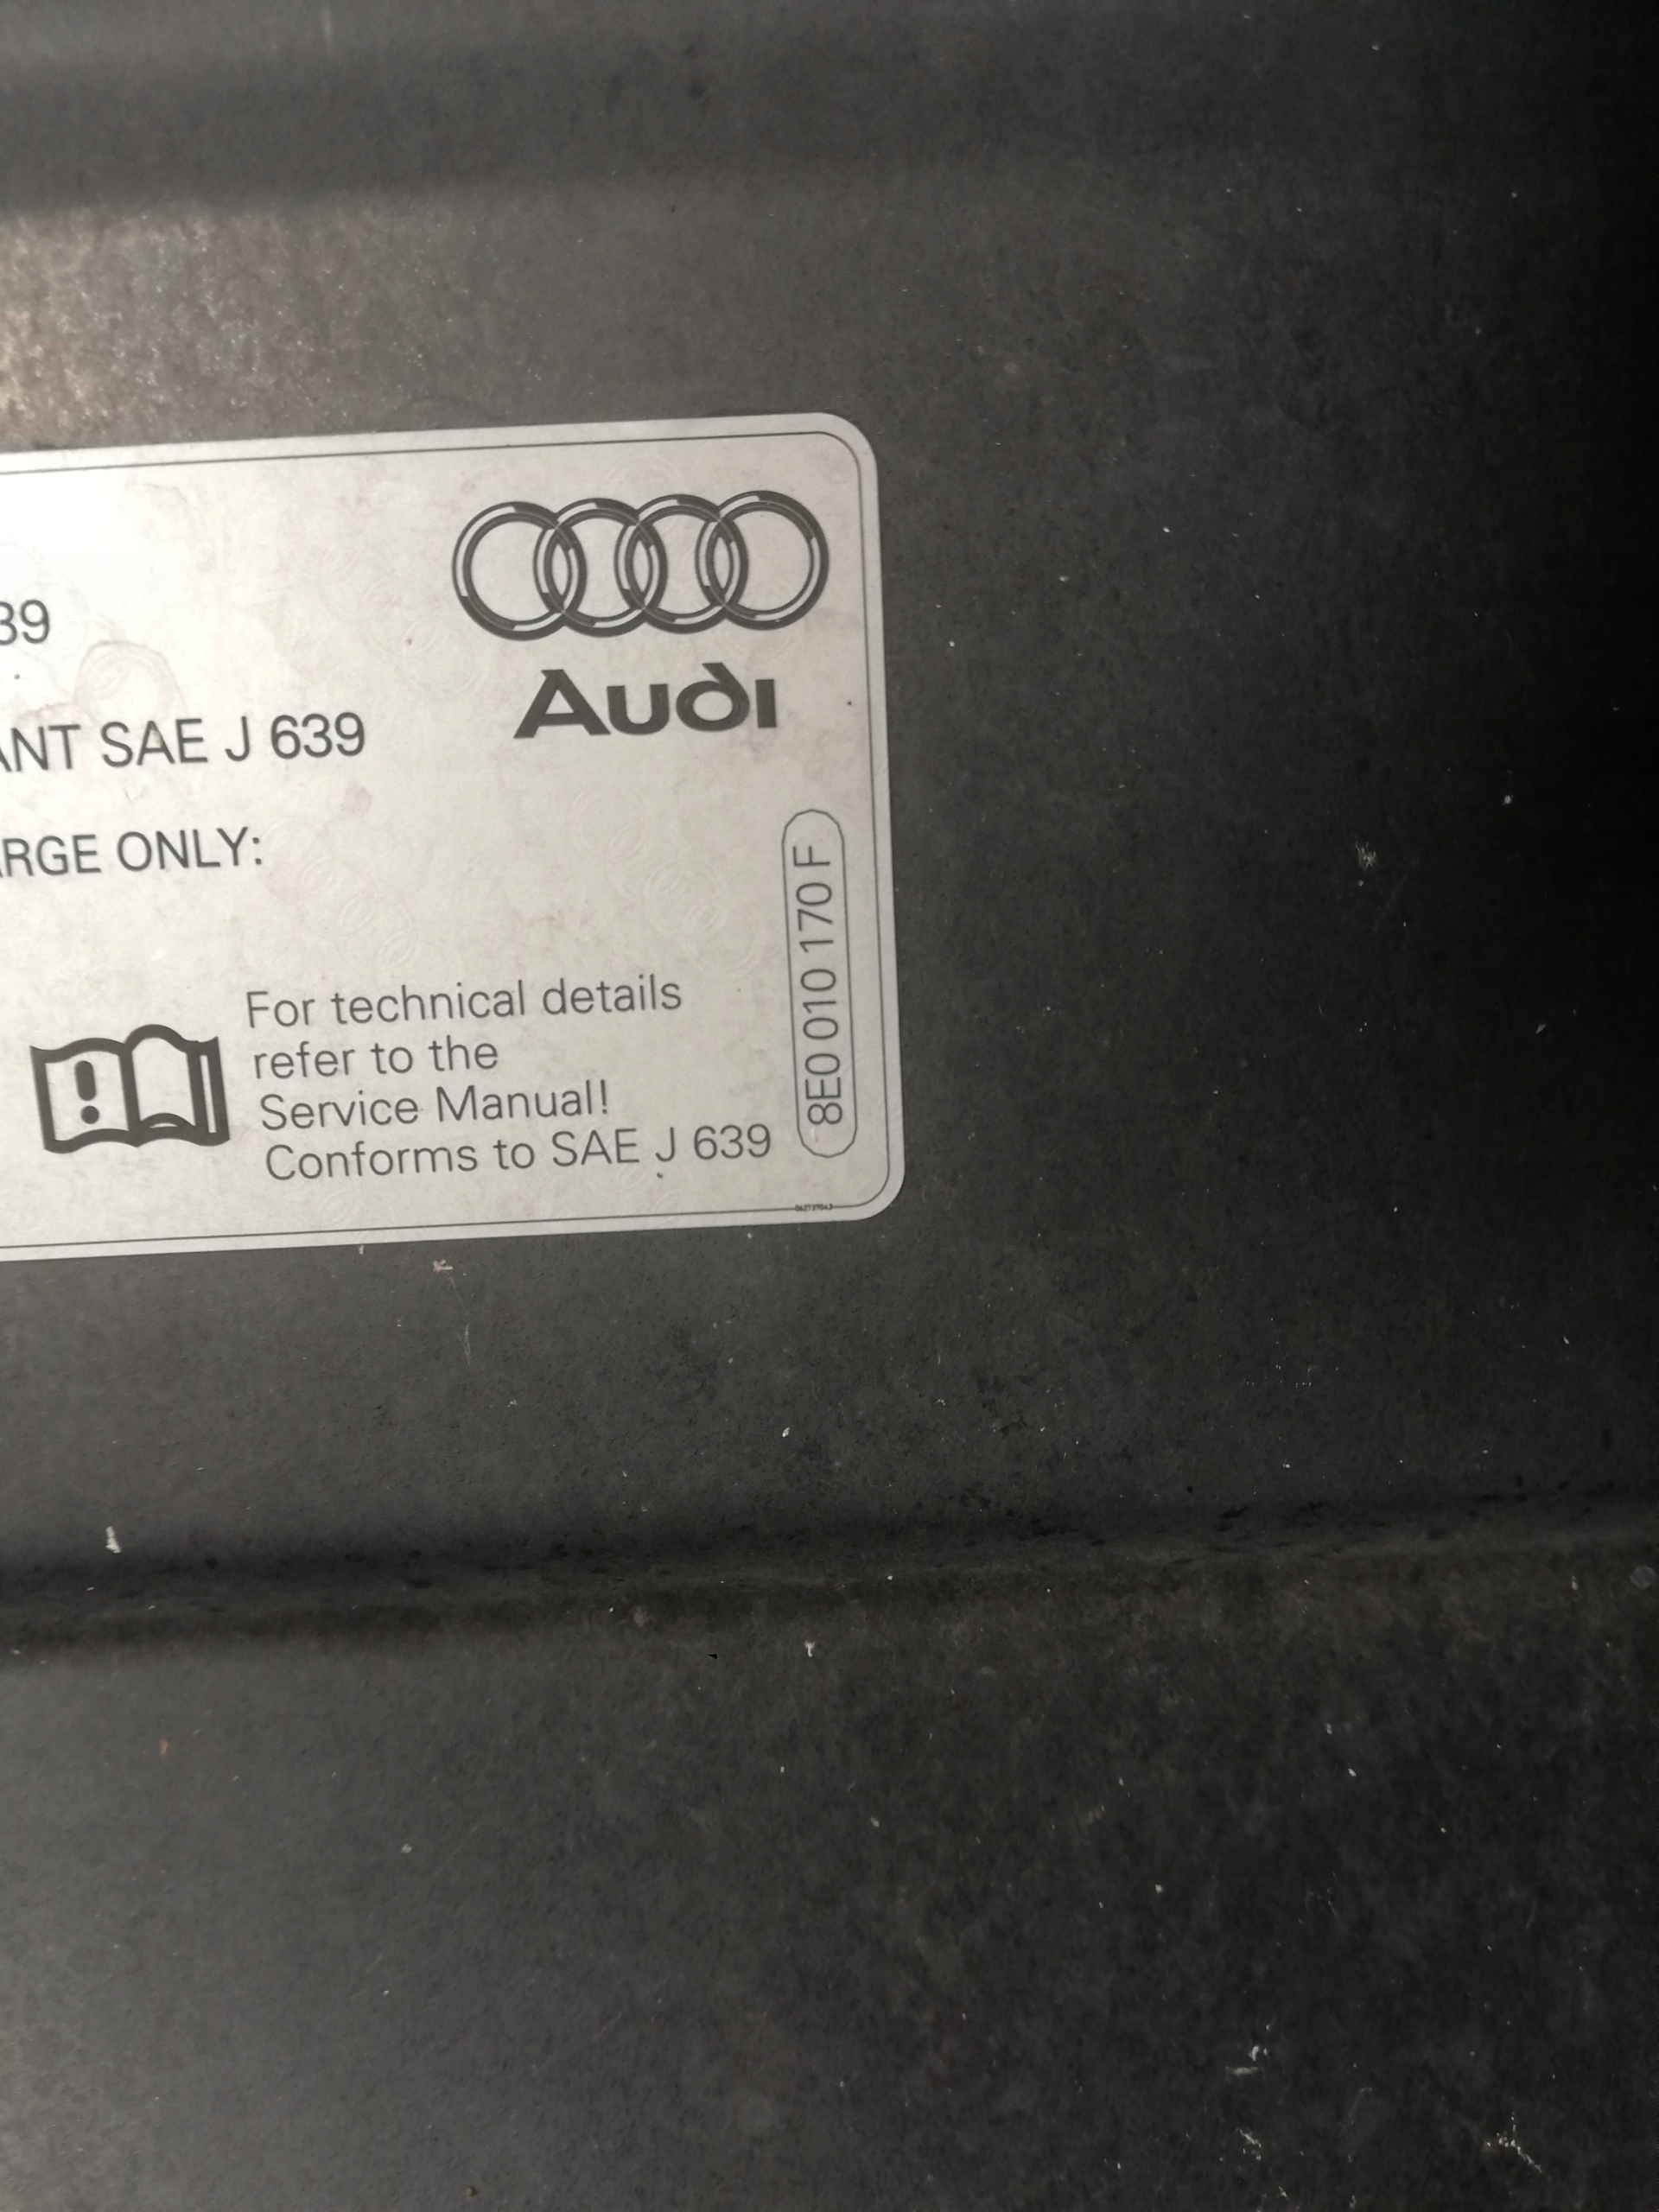 39
Audi
ANT SAE J 639
RGE ONLY:
8E0 010 170 F
For technical details
refer to the
Service Manual!
Conforms to SAE J 639